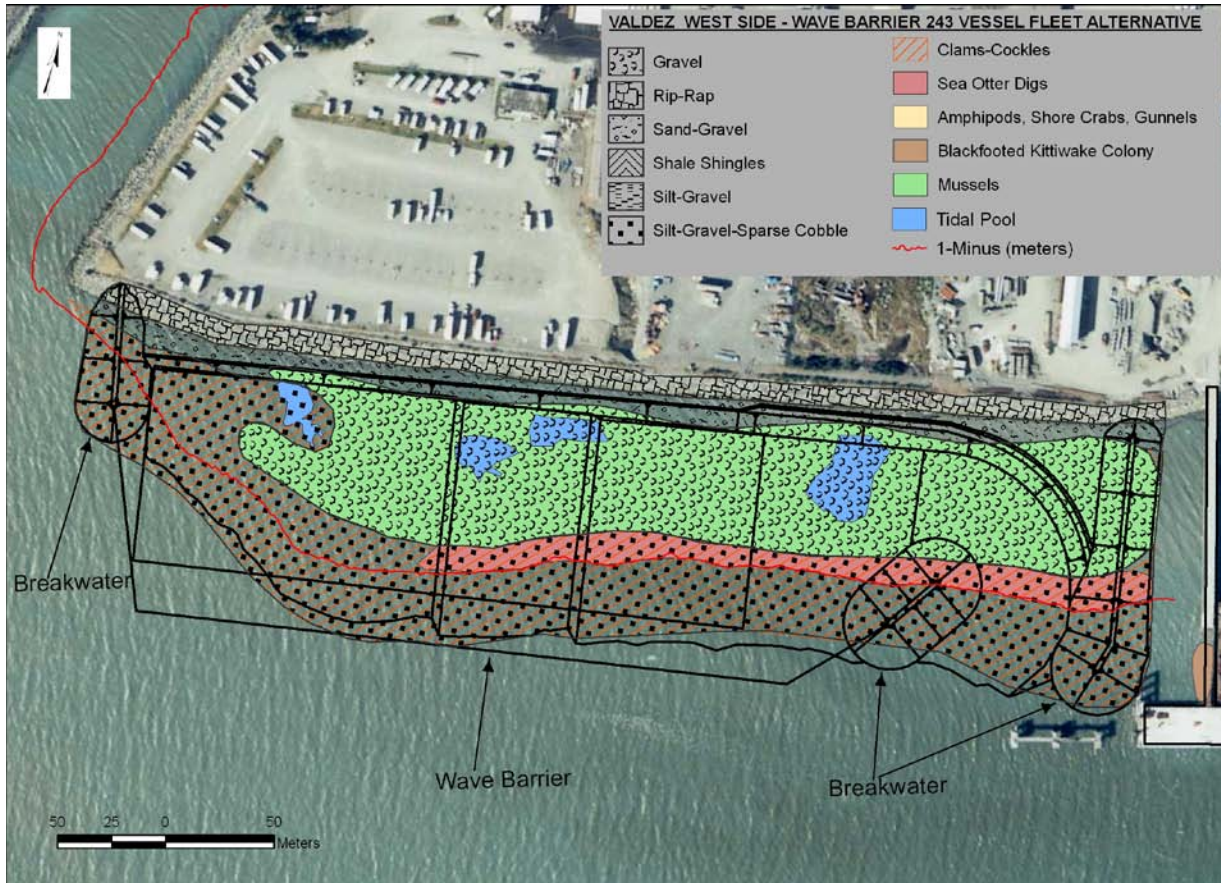 VALDEZ WEST SIDE - WAVE BARRIER 243 VESSEL FLEET ALTERNATIVE
Gravel
Rip-Rap
Sand-Gravel
Shale Shingles
Silt-Gravel
Silt-Gravel-Sparse Cobble
Clams-Cockles
Sea Otter Digs
Amphipods, Shore Crabs, Gunnels
Blackfooted Kittiwake Colony
Mussels
Tidal Pool
1-Minus (meters)
Breakwater
Wave Barrier
Breakwater
50 25 0 50
Meters